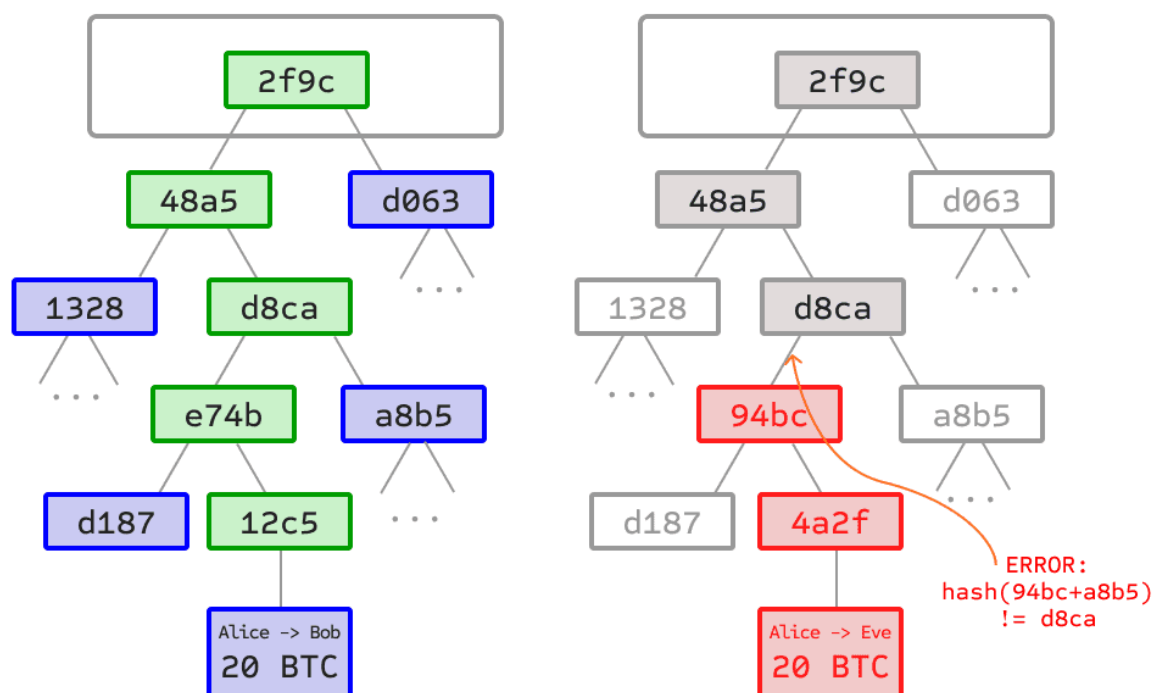 2f9c
48a5
d063
1328
d8ca
...
...
e74b
a8b5
d187
12c5
...
Alice -> Bob
20 BTC
2f9c
48a5
d063
1328
d8ca
...
...
94bc
a8b5
d187
4a2f
...
ERROR:
hash(94bc+a8b5)
!= d8ca
Alice -> Eve
20 BTC